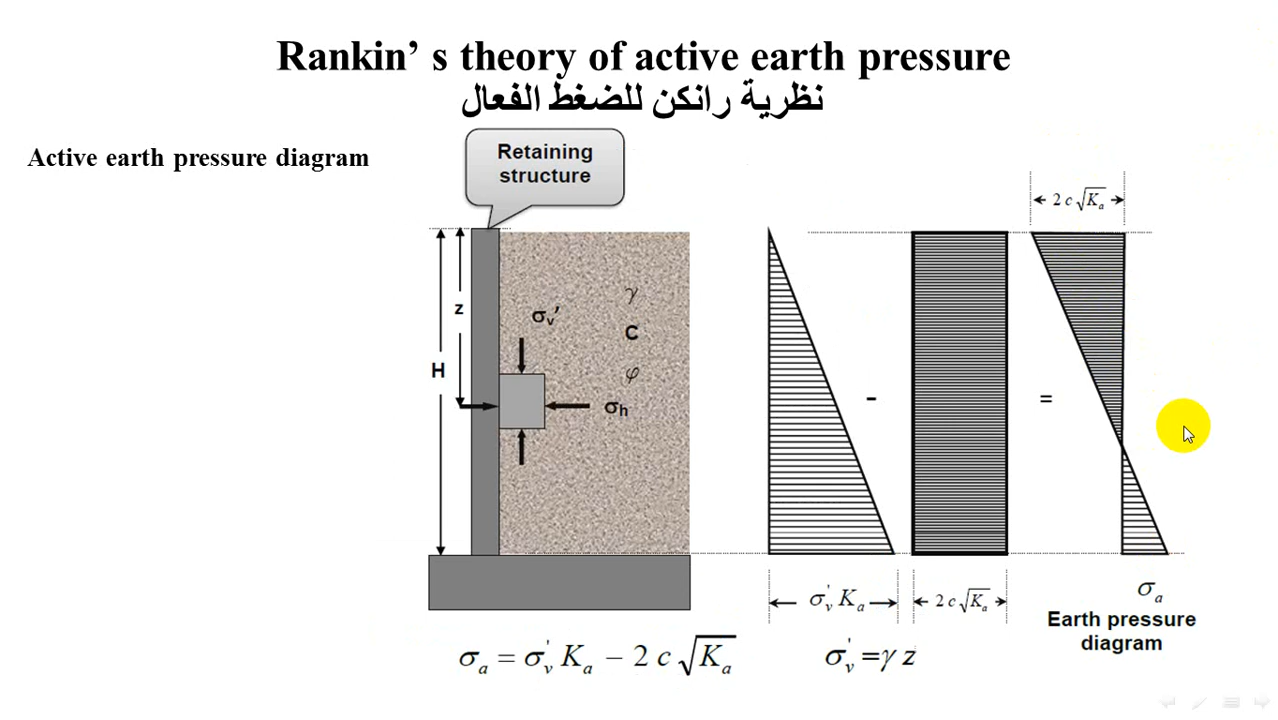 Rankin’ s theory of active earth pressure
نظرية رانكن للضغط الفعال
Active earth pressure diagram
Retaining
structure
2 c √Kₐ
γ
z
σᵥ′
C
H
φ
σₕ
-
=
σᵥ' Kₐ
2 c √Kₐ
σₐ
Earth pressure
diagram
σₐ = σᵥ' Kₐ − 2 c √Kₐ
σᵥ' =γ z